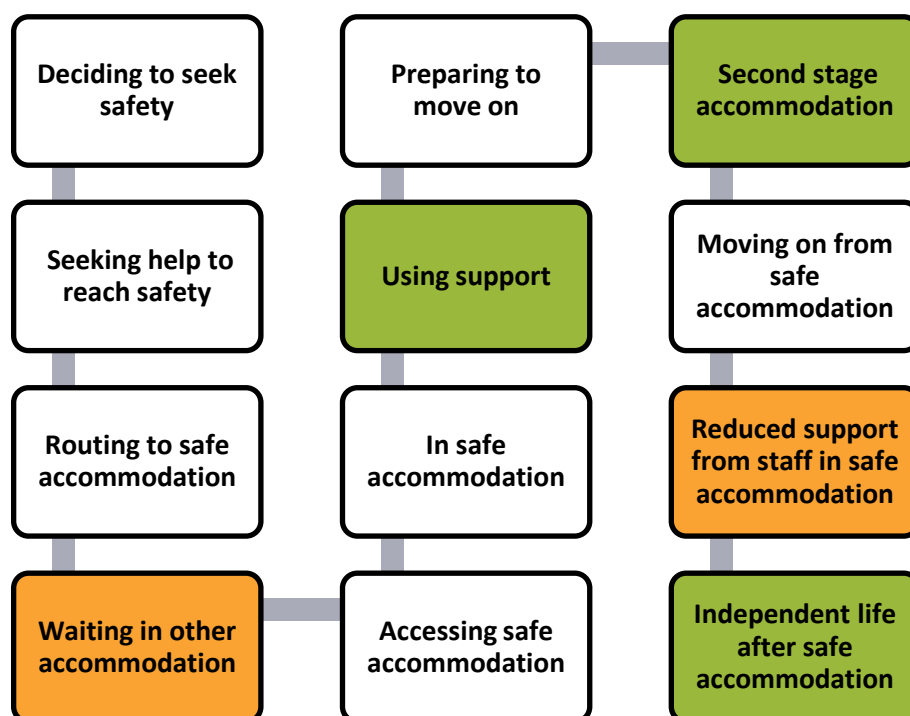 Deciding to seek
safety
Seeking help to
reach safety
Routing to safe
accommodation
Waiting in other
accommodation
Accessing safe
accommodation
In safe
accommodation
Using support
Preparing to
move on
Second stage
accommodation
Moving on from
safe
accommodation
Reduced support
from staff in safe
accommodation
Independent life
after safe
accommodation